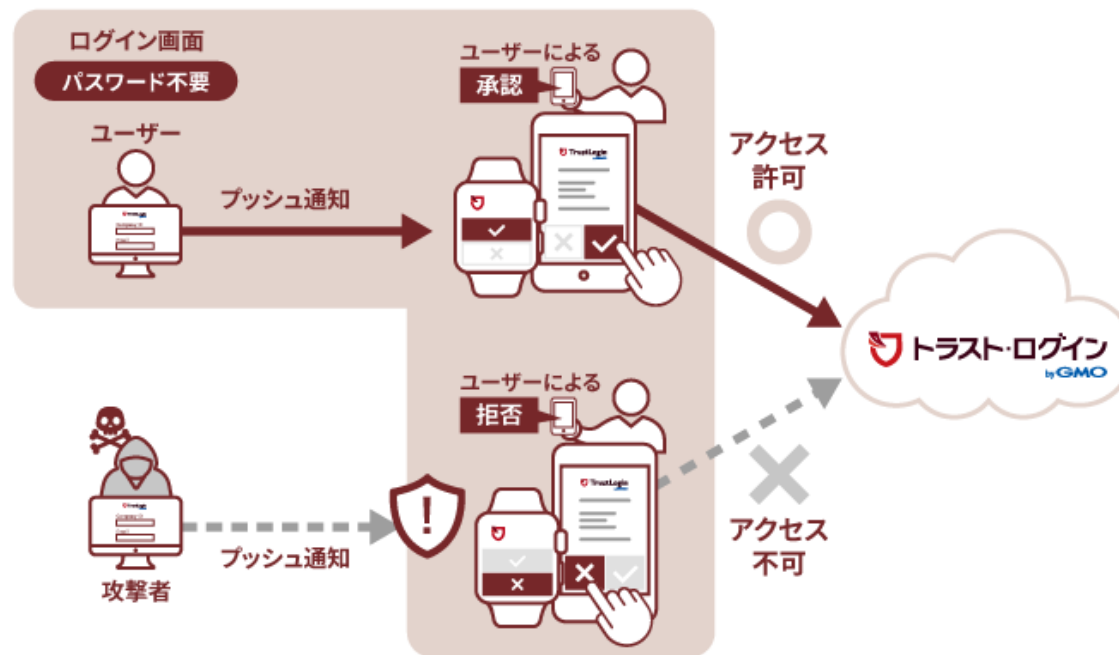 ログイン画面
パスワード不要
ユーザー
プッシュ通知
ユーザーによる
承認
TrustLogin
アクセス
許可
トラスト・ログイン
byGMO
ユーザーによる
拒否
TrustLogin
攻撃者
プッシュ通知
!
アクセス
不可